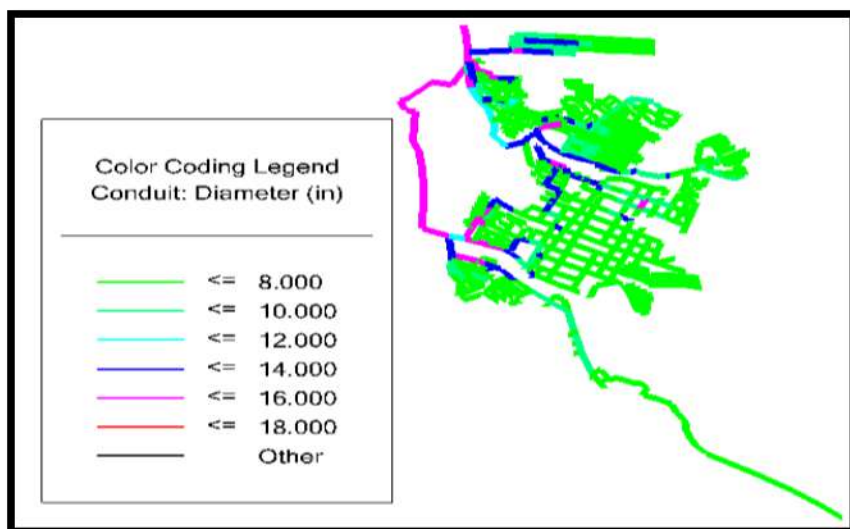 Color Coding Legend
Conduit: Diameter (in)
<= 8.000
<= 10.000
<= 12.000
<= 14.000
<= 16.000
<= 18.000
Other